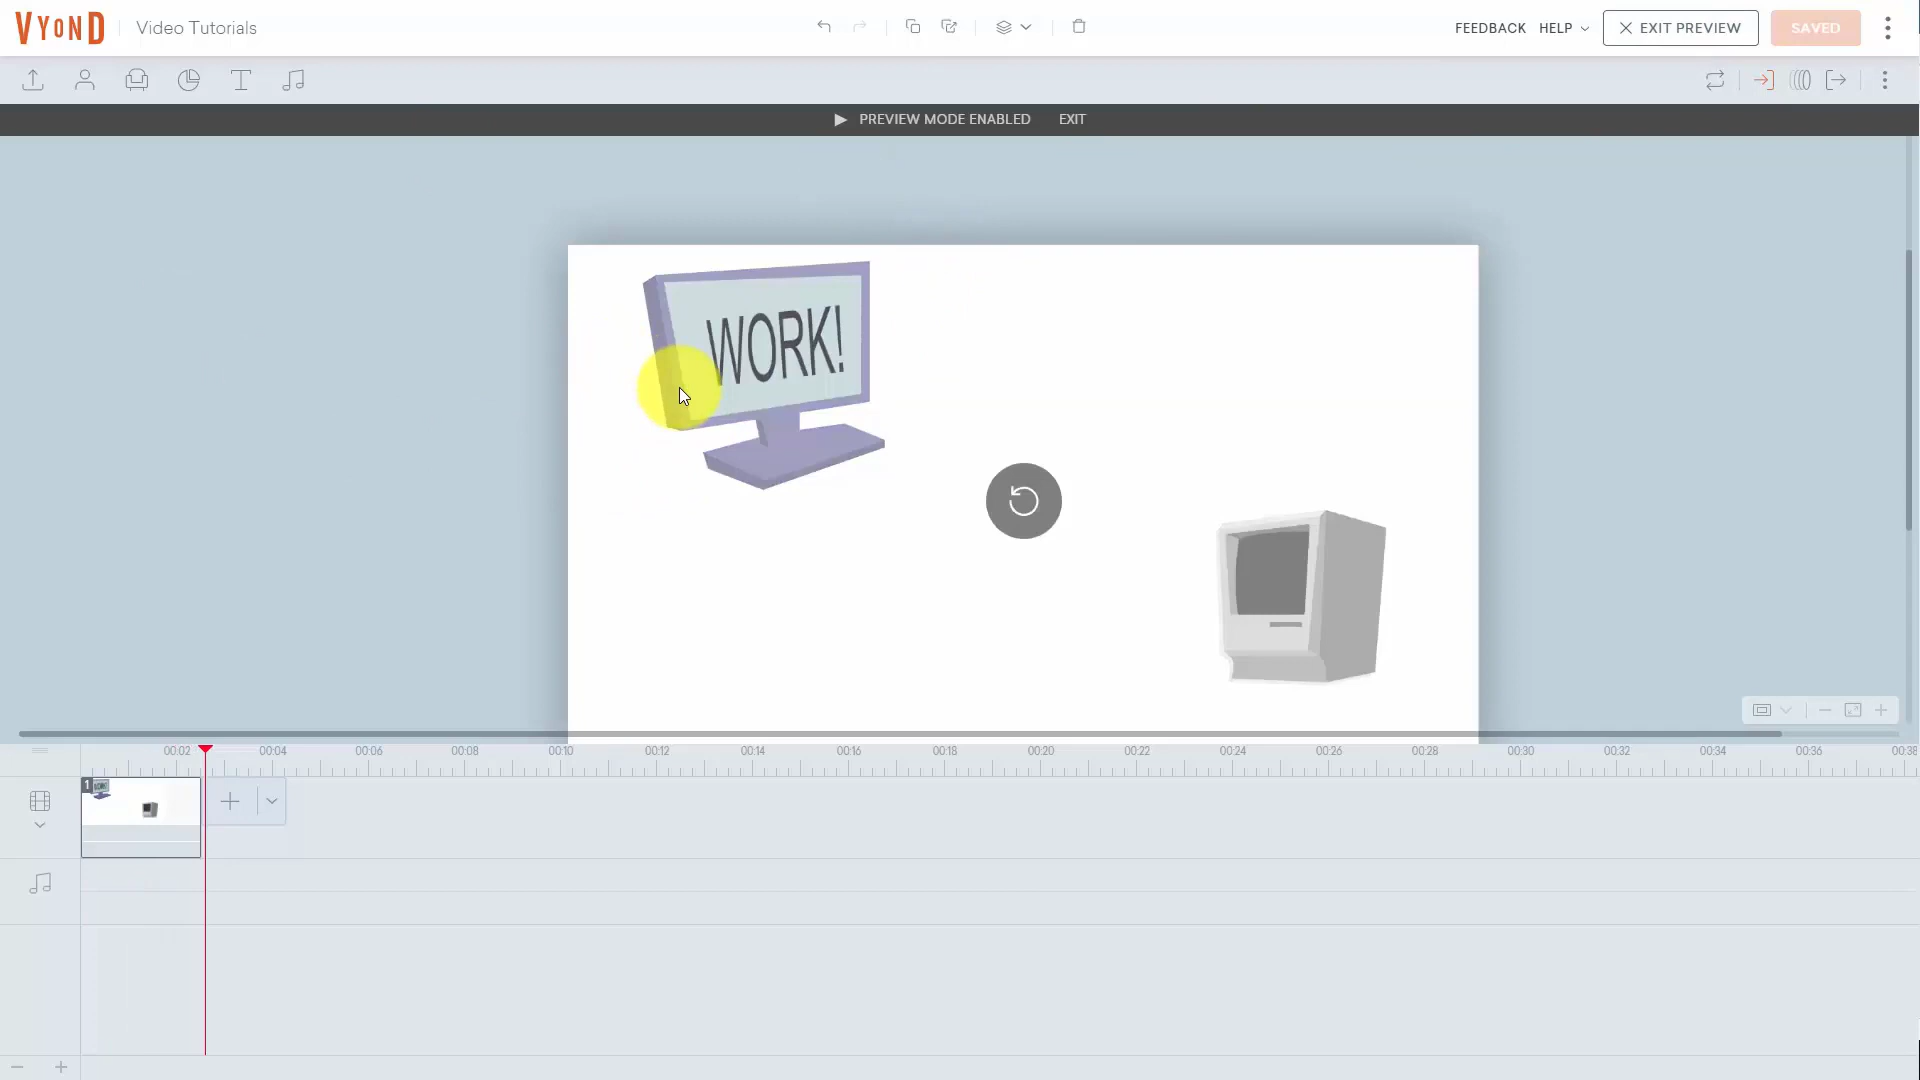 VYOND
Video Tutorials
FEEDBACK
HELP
EXIT PREVIEW
SAVED
PREVIEW MODE ENABLED
EXIT
WORK!
00:02
00:04
00:06
00:08
00:10
00:12
00:14
00:16
00:18
00:20
00:22
00:24
00:26
00:28
00:30
00:32
00:34
00:36
00:38
1